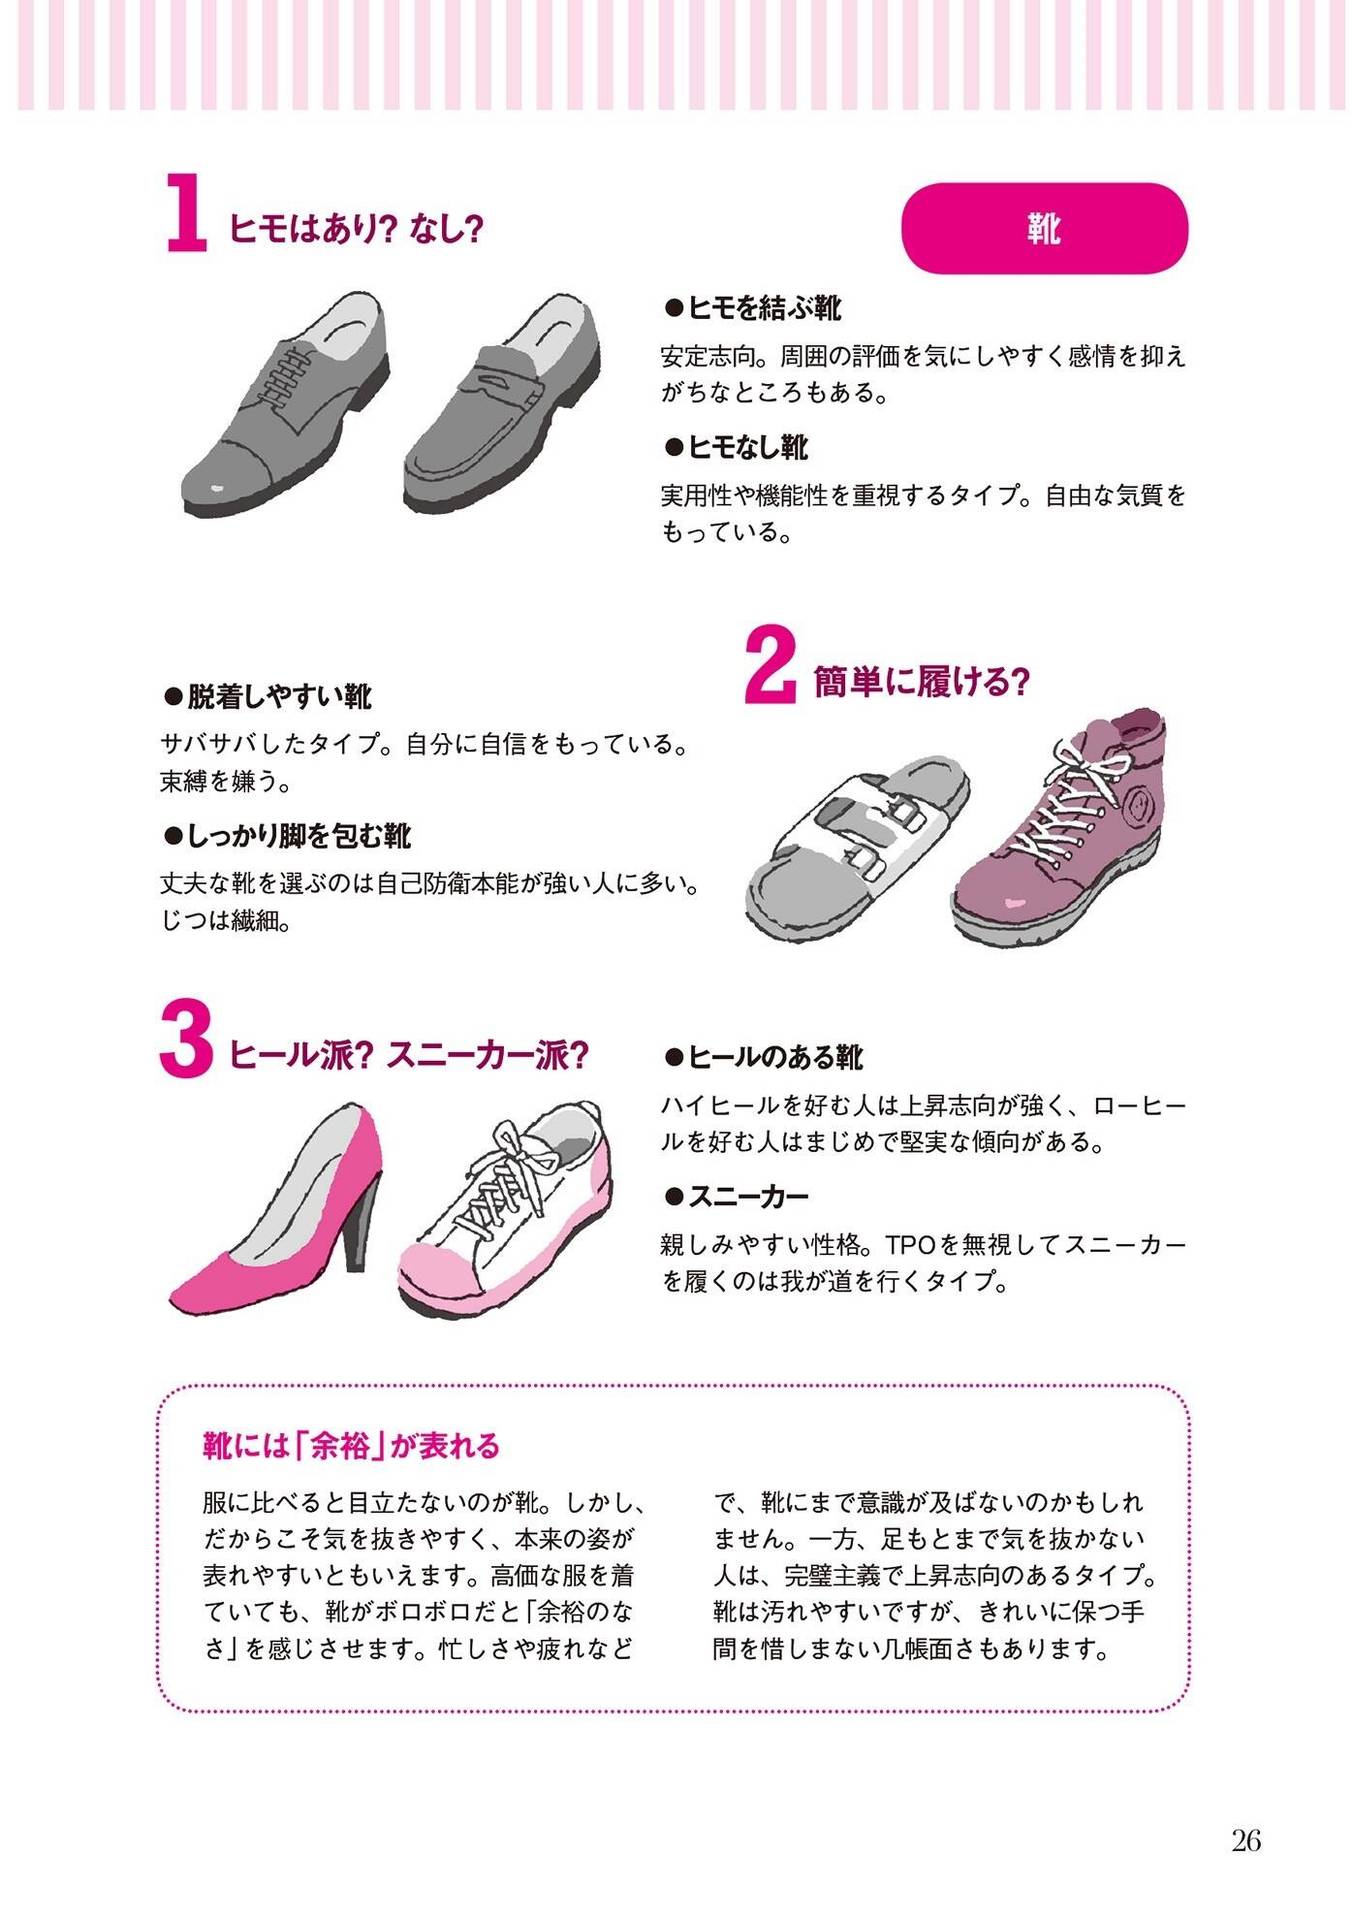 靴
1 ヒモはあり? なし?
●ヒモを結ぶ靴
安定志向。周囲の評価を気にしやすく感情を抑え
がちなところもある。
●ヒモなし靴
実用性や機能性を重視するタイプ。自由な気質を
もっている。
2 簡単に履ける?
●脱着しやすい靴
サバサバしたタイプ。自分に自信をもっている。
束縛を嫌う。
●しっかり脚を包む靴
丈夫な靴を選ぶのは自己防衛本能が強い人に多い。
じつは繊細。
3 ヒール派? スニーカー派?
●ヒールのある靴
ハイヒールを好む人は上昇志向が強く、ローヒー
ルを好む人はまじめで堅実な傾向がある。
●スニーカー
親しみやすい性格。TPOを無視してスニーカー
を履くのは我が道を行くタイプ。
靴には「余裕」が表れる
服に比べると目立たないのが靴。しかし、
だからこそ気を抜きやすく、本来の姿が
表れやすいともいえます。高価な服を着
ていても、靴がボロボロだと「余裕のな
さ」を感じさせます。忙しさや疲れなど
で、靴にまで意識が及ばないのかもしれ
ません。一方、足もとまで気を抜かない
人は、完璧主義で上昇志向のあるタイプ。
靴は汚れやすいですが、きれいに保つ手
間を惜しまない几帳面さもあります。
26